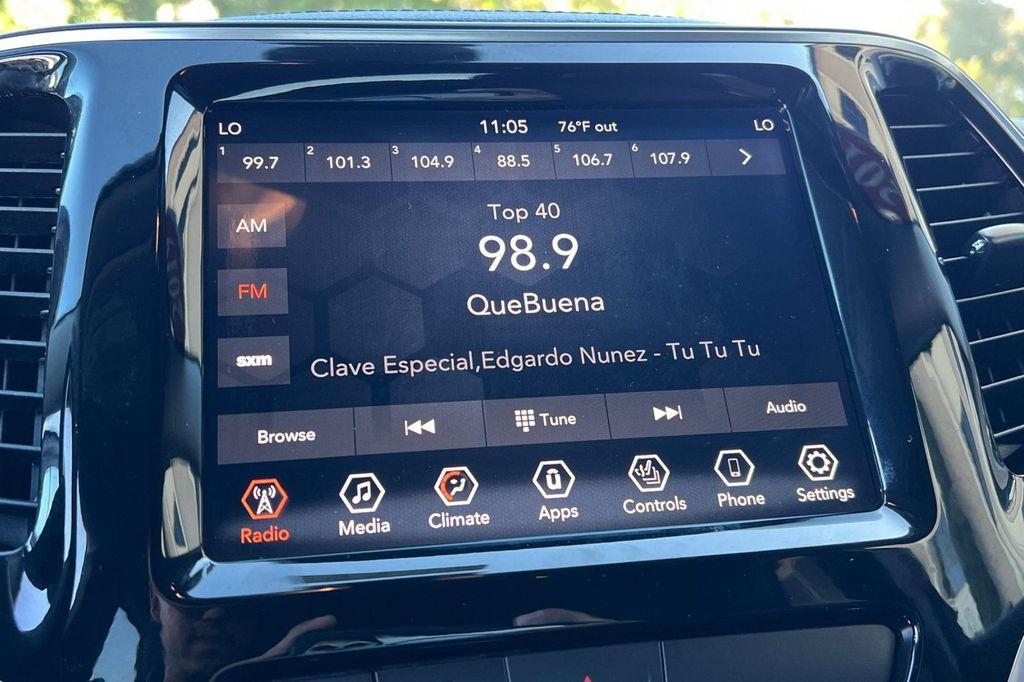 LO 11:05 76°F out LO
1 99.7 2 101.3 3 104.9 4 88.5 5 106.7 6 107.9
Top 40
AM
98.9
FM
QueBuena
sxm
Clave Especial,Edgardo Nunez - Tu Tu Tu
Browse Tune Audio
Radio Media Climate Apps Controls Phone Settings